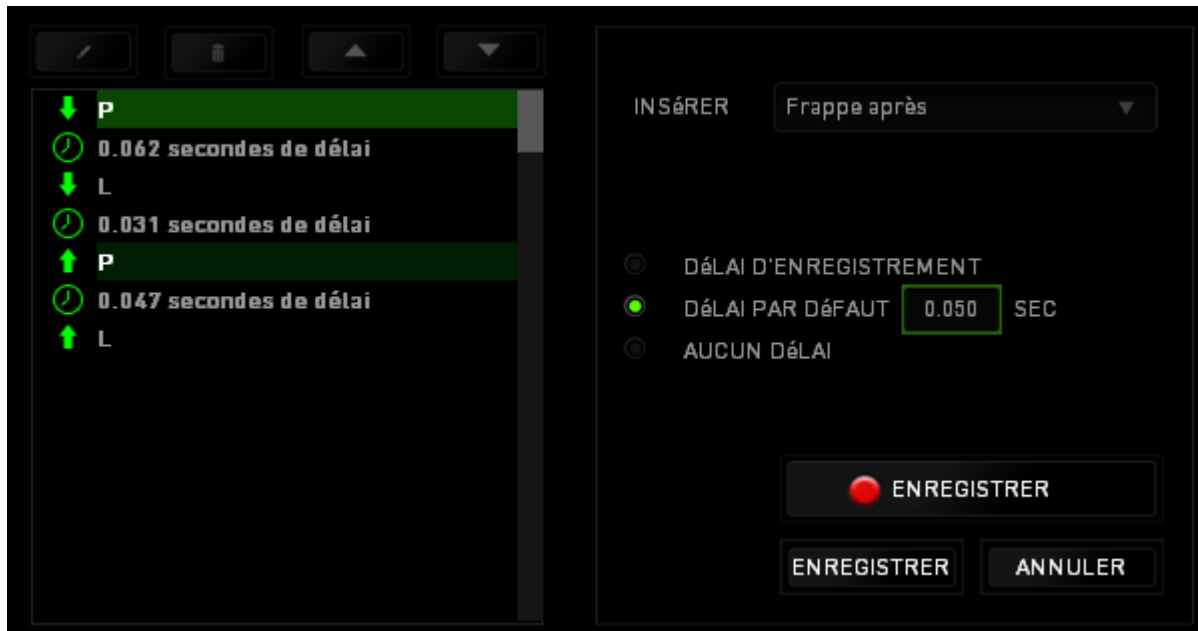 P
0.062 secondes de délai
L
0.031 secondes de délai
P
0.047 secondes de délai
L
INSéRER Frappe après
DéLAI D'ENREGISTREMENT
DéLAI PAR DéFAUT 0.050 SEC
AUCUN DéLAI
ENREGISTRER
ENREGISTRER ANNULER